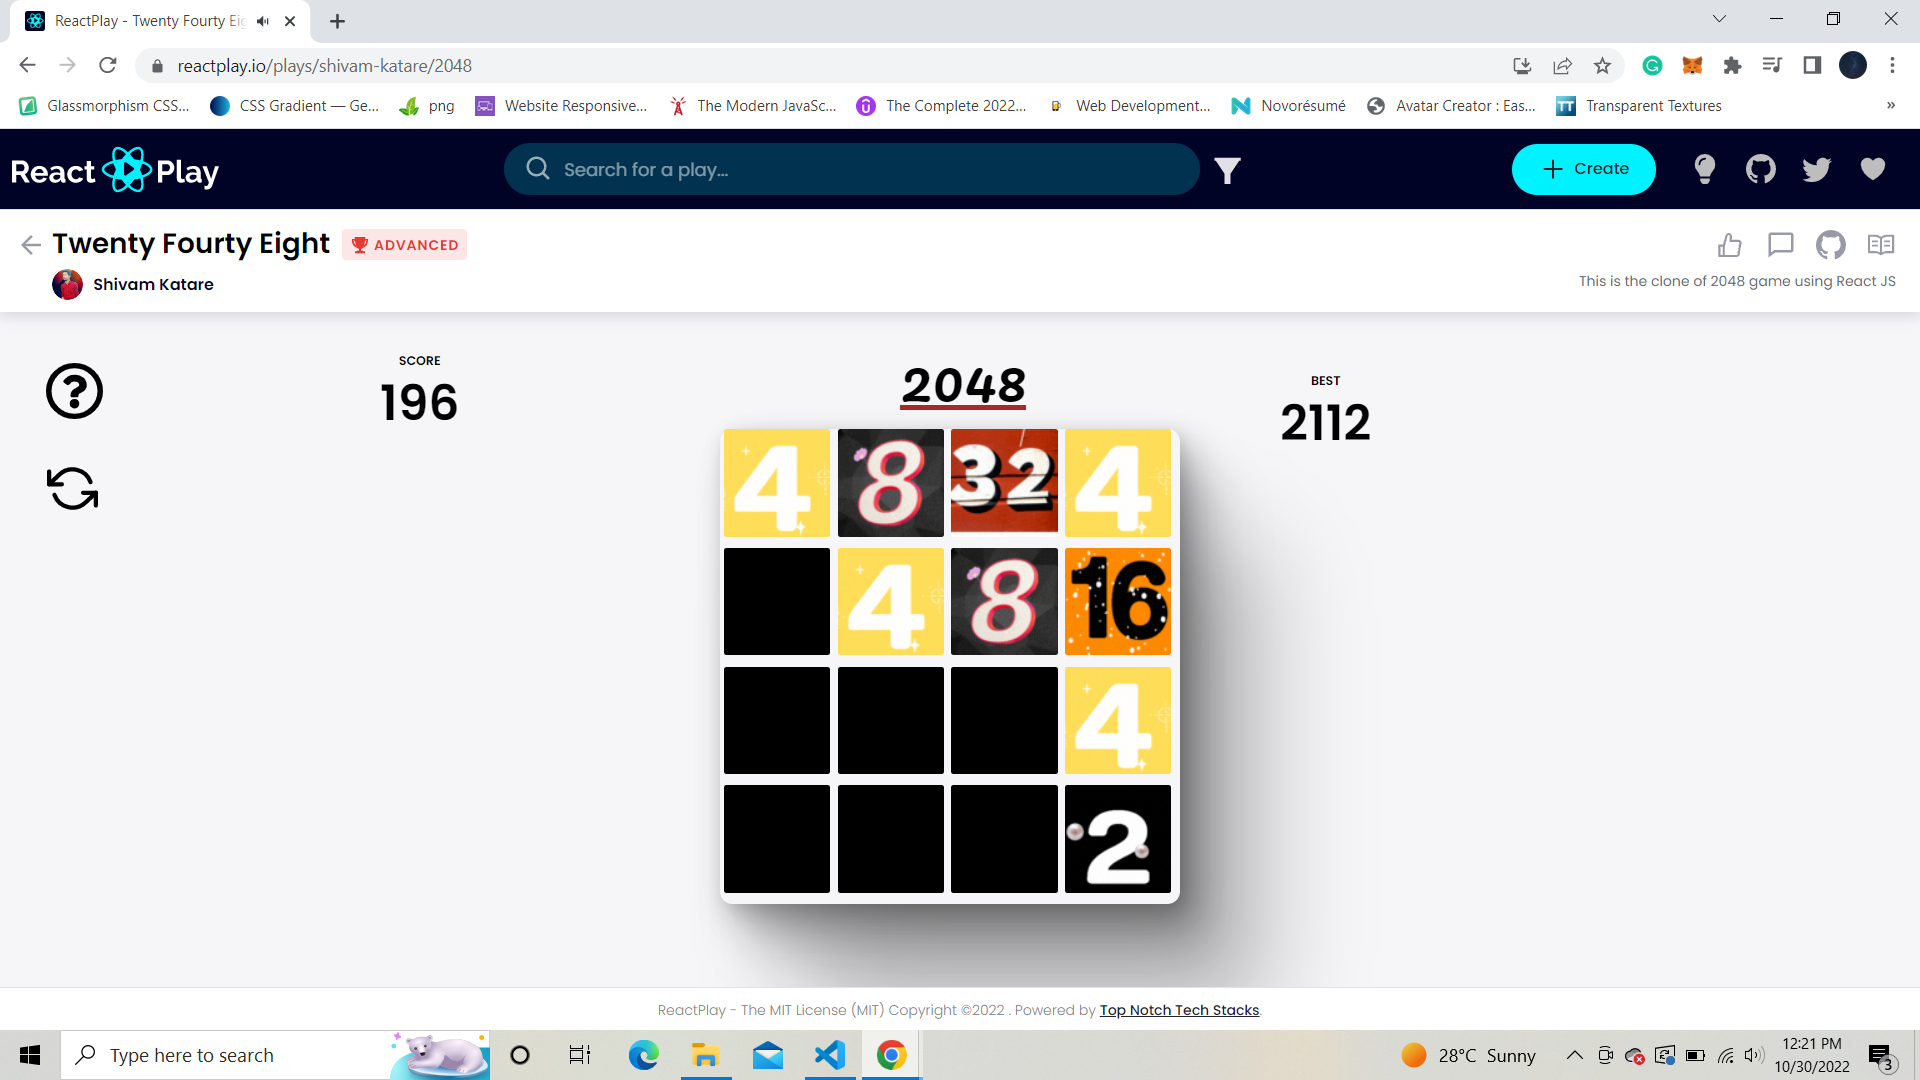 ReactPlay - Twenty Fourty Eig
reactplay.io/plays/shivam-katare/2048
Glassmorphism CSS... CSS Gradient — Ge... png Website Responsive... The Modern JavaSc... The Complete 2022... Web Development... Novorésumé Avatar Creator : Eas... TT Transparent Textures »
React Play Search for a play... Create
Twenty Fourty Eight ADVANCED
Shivam Katare
This is the clone of 2048 game using React JS
SCORE
196
2048
BEST
2112
4 8 32 4
4 8 16
4
2
ReactPlay - The MIT License (MIT) Copyright ©2022 . Powered by Top Notch Tech Stacks.
Type here to search
28°C Sunny
12:21 PM
10/30/2022
3